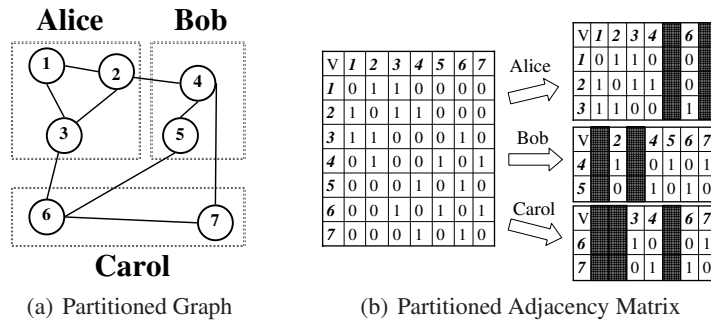 Alice Bob
1
2
3
4
5
6
7
Carol
(a) Partitioned Graph
V 1 2 3 4 5 6 7
1 0 1 1 0 0 0 0
2 1 0 1 1 0 0 0
3 1 1 0 0 0 1 0
4 0 1 0 0 1 0 1
5 0 0 0 1 0 1 0
6 0 0 1 0 1 0 1
7 0 0 0 1 0 1 0
Alice
Bob
Carol
V 1 2 3 4 6
1 0 1 1 0 0
2 1 0 1 1 0
3 1 1 0 0 1
V 2 4 5 6 7
4 1 0 1 0 1
5 0 1 0 1 0
V 3 4 6 7
6 1 0 0 1
7 0 1 1 0
(b) Partitioned Adjacency Matrix